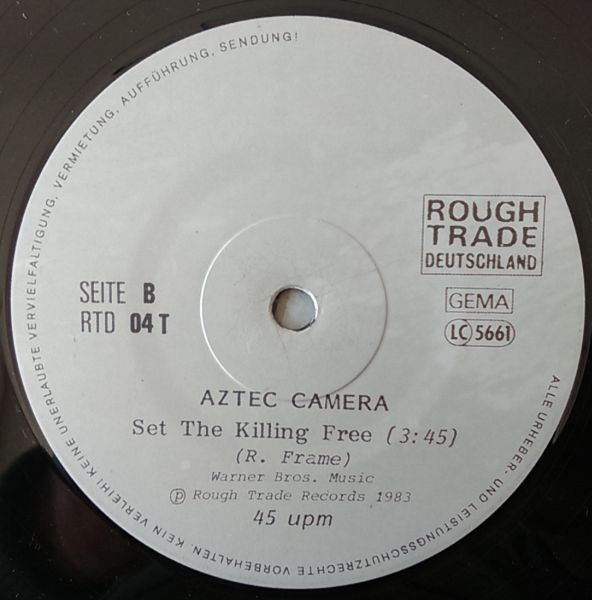 ALLE URHEBER- UND LEISTUNGSSCHUTZRECHTE VORBEHALTEN. KEIN VERLEIH! KEINE UNERLAUBTE VERVIELFÄLTIGUNG, VERMIETUNG, AUFFÜHRUNG, SENDUNG!
ROUGH
TRADE
DEUTSCHLAND
GEMA
LC 5661
SEITE B
RTD 04 T
AZTEC CAMERA
Set The Killing Free (3:45)
(R. Frame)
Warner Bros. Music
Ⓟ Rough Trade Records 1983
45 upm